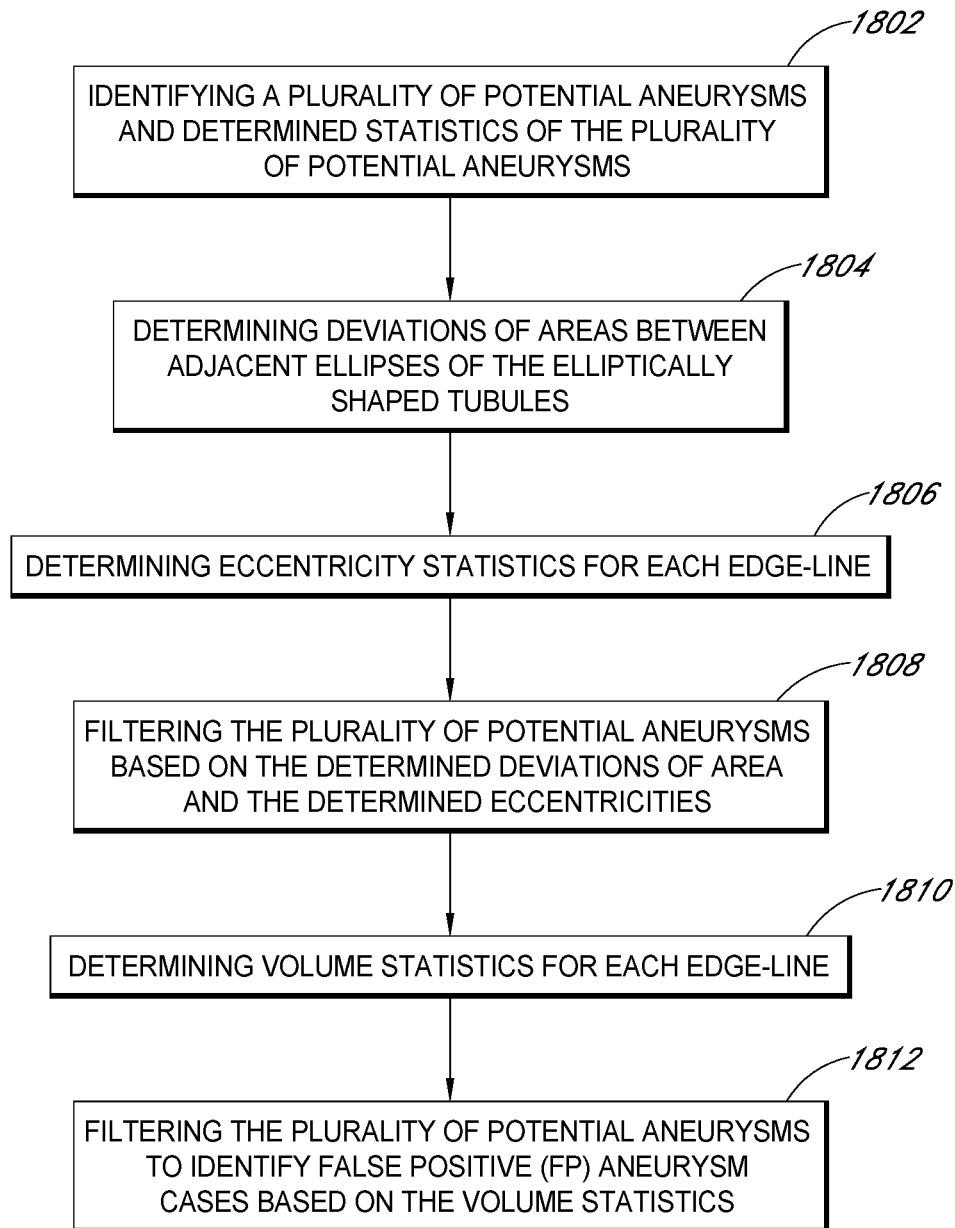 1802
IDENTIFYING A PLURALITY OF POTENTIAL ANEURYSMS
AND DETERMINED STATISTICS OF THE PLURALITY
OF POTENTIAL ANEURYSMS
1804
DETERMINING DEVIATIONS OF AREAS BETWEEN
ADJACENT ELLIPSES OF THE ELLIPTICALLY
SHAPED TUBULES
1806
DETERMINING ECCENTRICITY STATISTICS FOR EACH EDGE-LINE
1808
FILTERING THE PLURALITY OF POTENTIAL ANEURYSMS
BASED ON THE DETERMINED DEVIATIONS OF AREA
AND THE DETERMINED ECCENTRICITIES
1810
DETERMINING VOLUME STATISTICS FOR EACH EDGE-LINE
1812
FILTERING THE PLURALITY OF POTENTIAL ANEURYSMS
TO IDENTIFY FALSE POSITIVE (FP) ANEURYSM
CASES BASED ON THE VOLUME STATISTICS